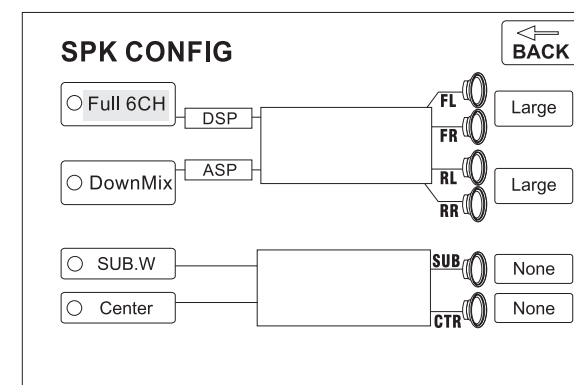 SPK CONFIG
BACK
Full 6CH
DSP
FL
Large
FR
DownMix
ASP
RL
Large
RR
SUB.W
SUB
None
Center
CTR
None